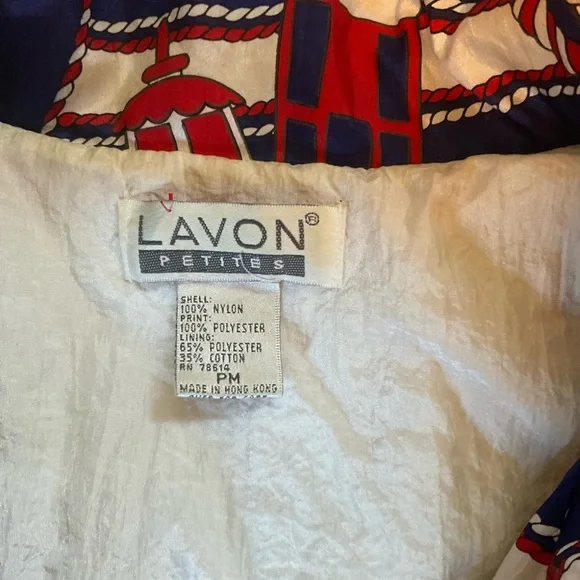 LAVON®
PETITES
SHELL:
100% NYLON
PRINT:
100% POLYESTER
LINING:
65% POLYESTER
35% COTTON
RN 78614
PM
MADE IN HONG KONG